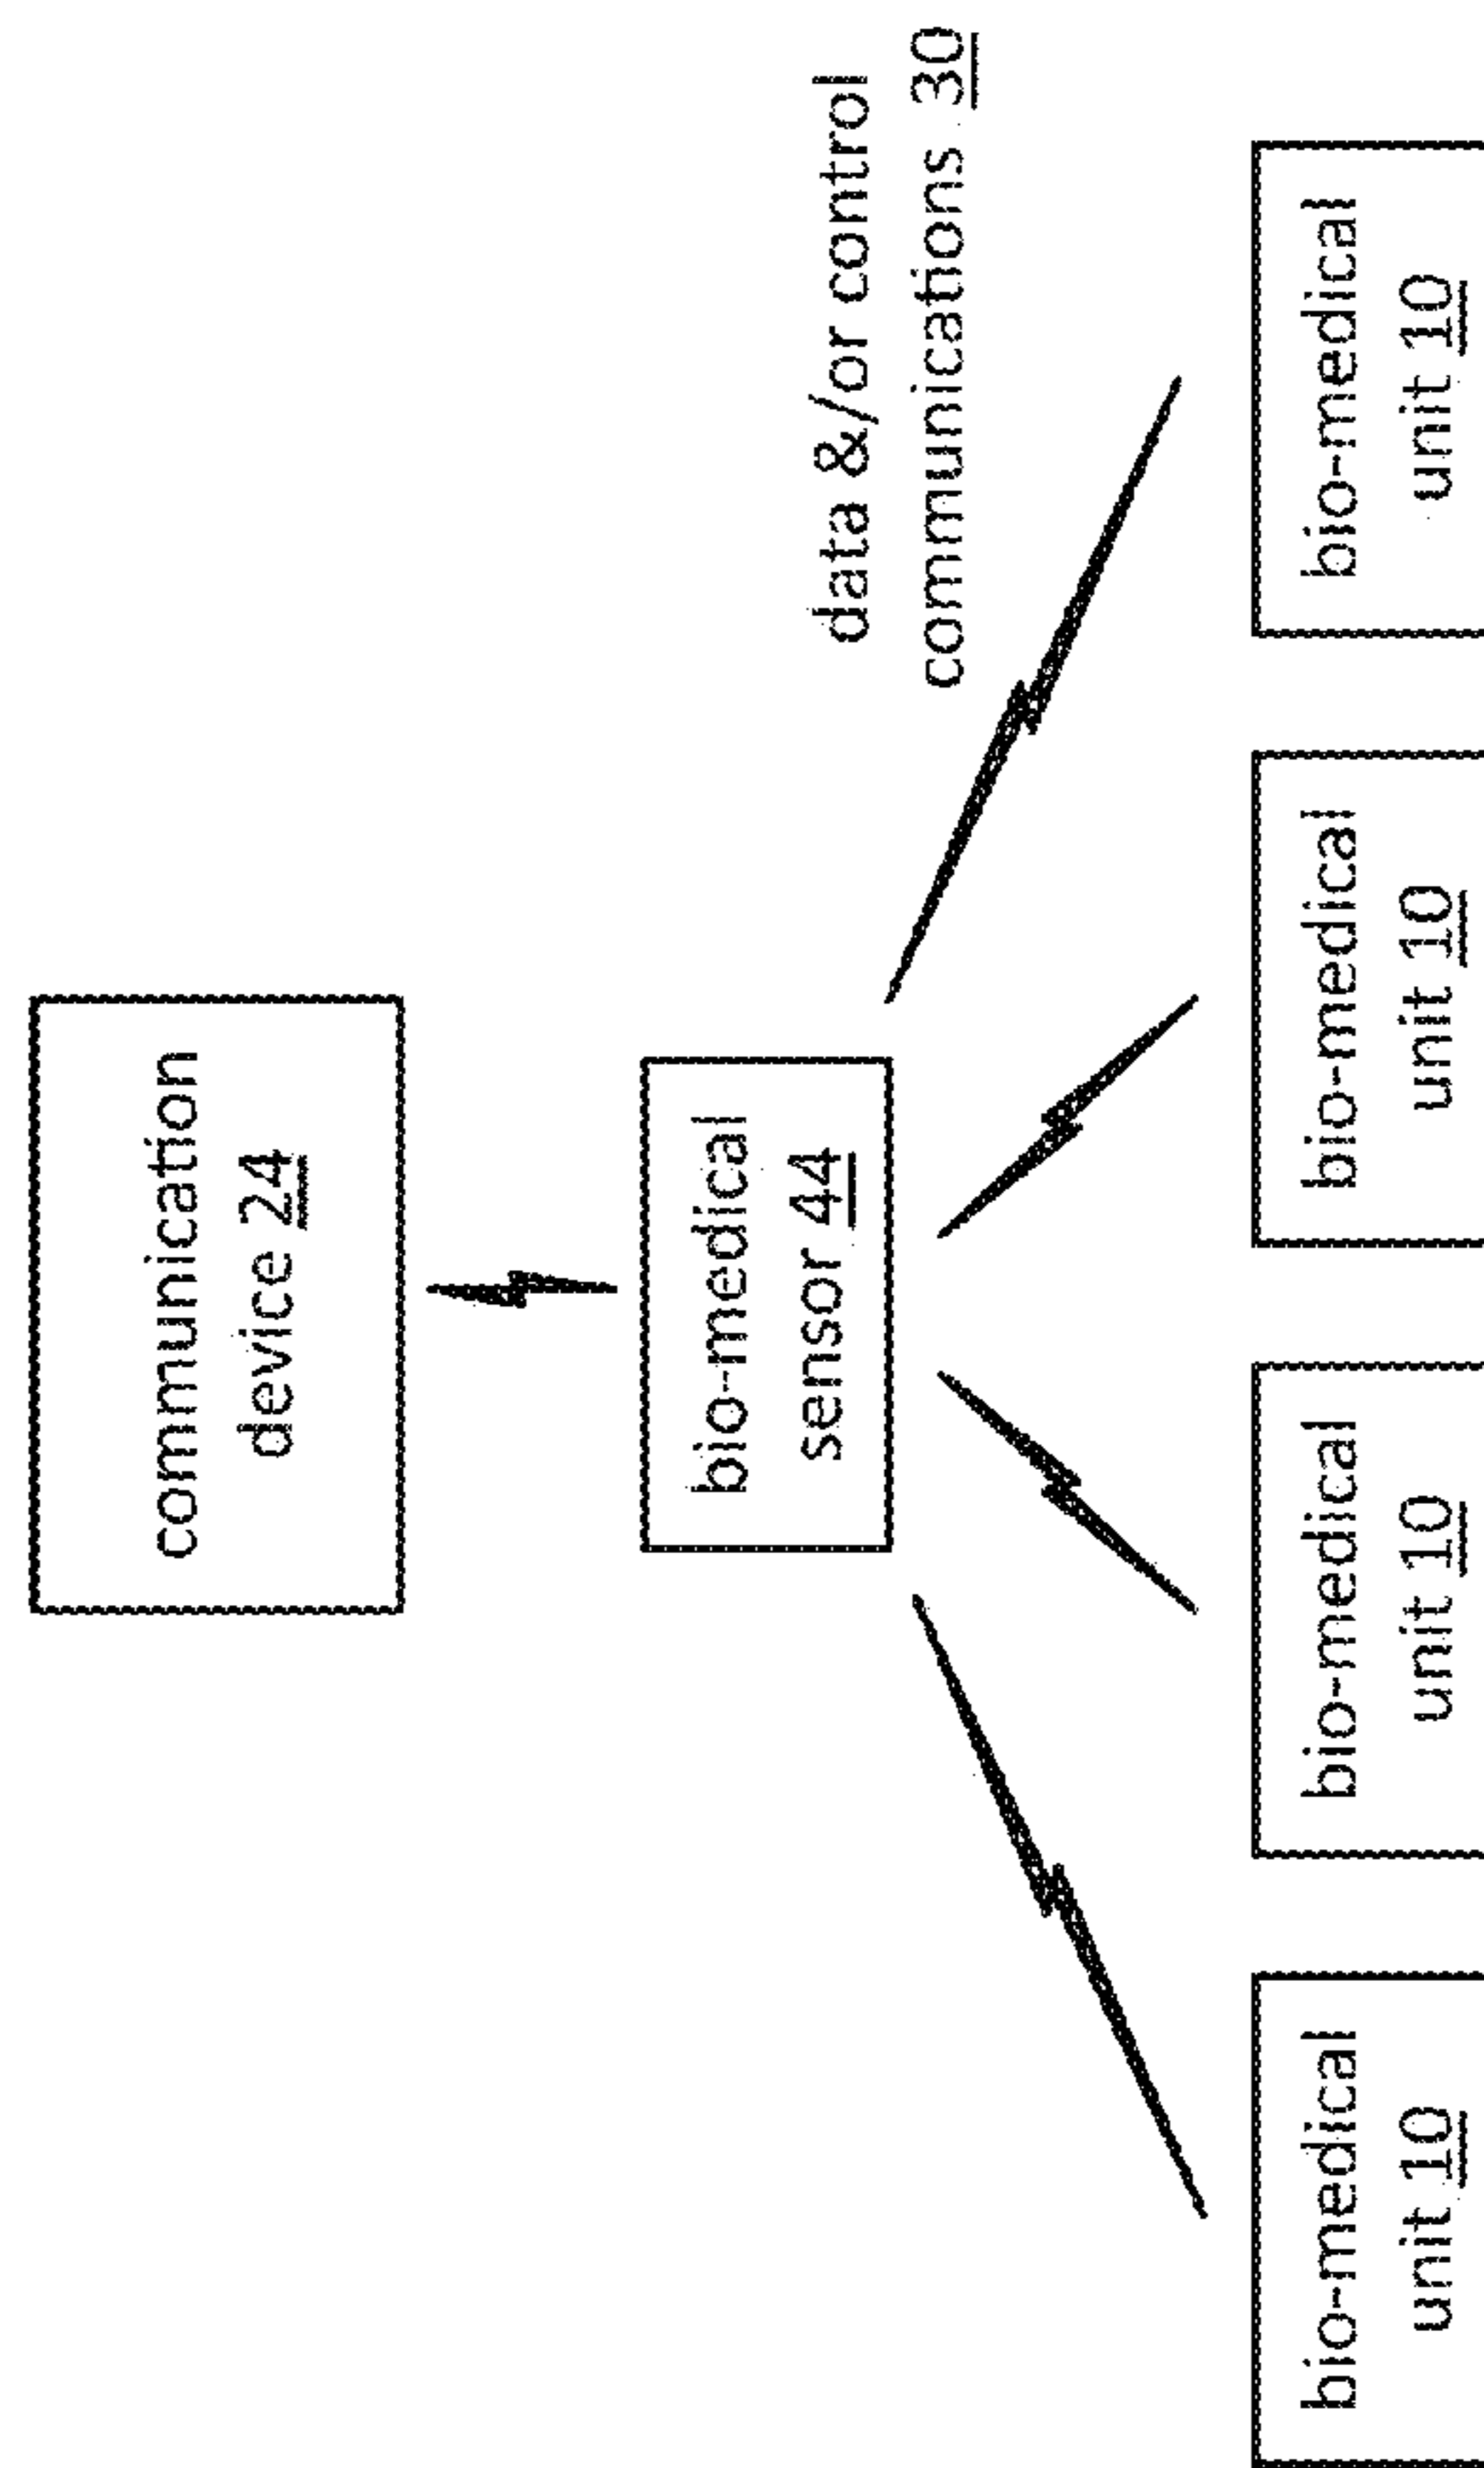 communication
device 24
bio-medical
sensor 44
data &/or control
communications 30
bio-medical
unit 10
bio-medical
unit 10
bio-medical
unit 10
bio-medical
unit 10